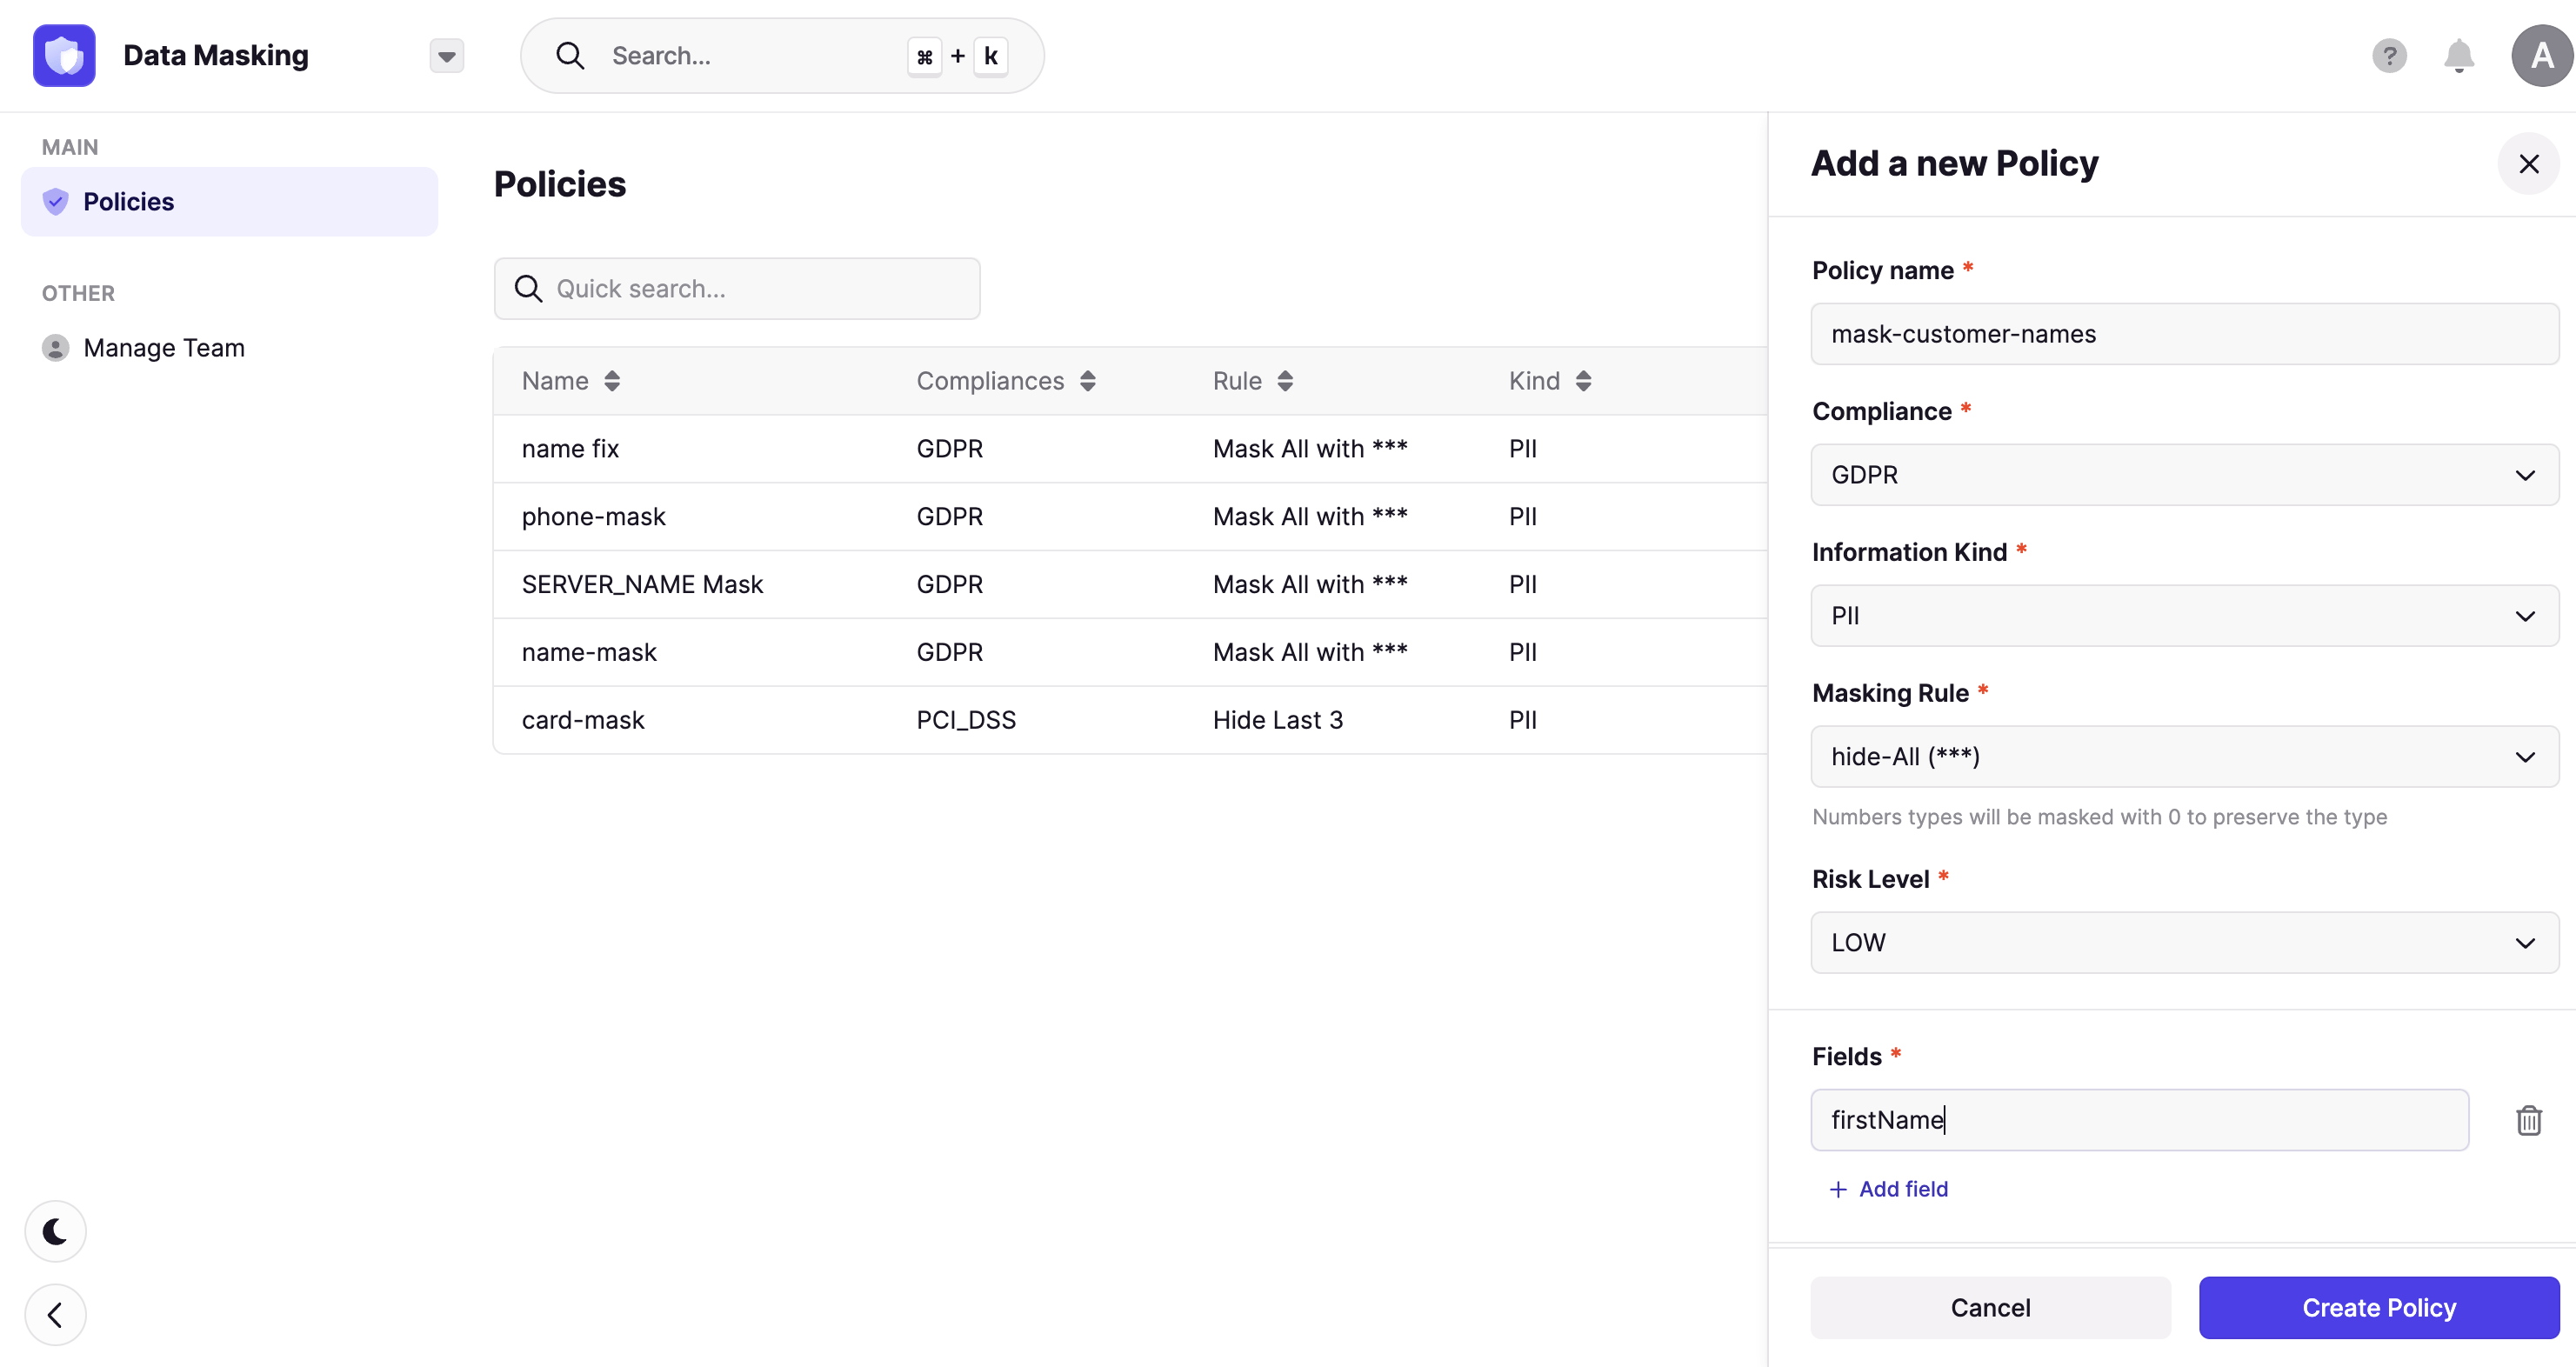 Data Masking
Search...
⌘ + k
?
A
MAIN
Policies
OTHER
Manage Team
Policies
Quick search...
Name Compliances Rule Kind
name fix GDPR Mask All with *** PII
phone-mask GDPR Mask All with *** PII
SERVER_NAME Mask GDPR Mask All with *** PII
name-mask GDPR Mask All with *** PII
card-mask PCI_DSS Hide Last 3 PII
Add a new Policy
Policy name *
mask-customer-names
Compliance *
GDPR
Information Kind *
PII
Masking Rule *
hide-All (***)
Numbers types will be masked with 0 to preserve the type
Risk Level *
LOW
Fields *
firstName
+ Add field
Cancel
Create Policy